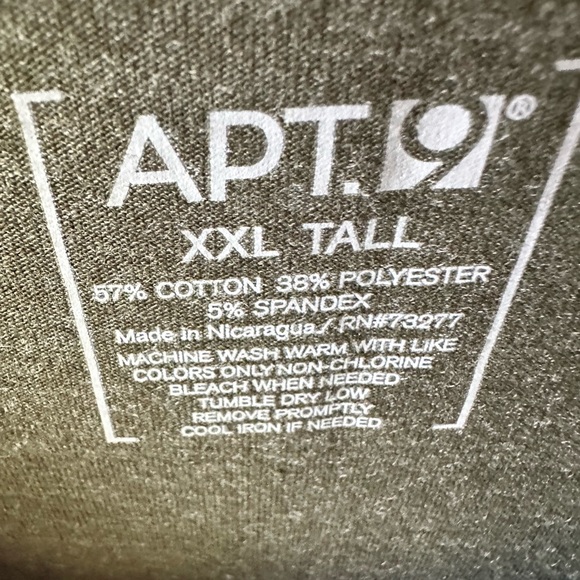 APT.9®
XXL TALL
57% COTTON 38% POLYESTER
5% SPANDEX
Made in Nicaragua / RN#73277
MACHINE WASH WARM WITH LIKE
COLORS ONLY NON-CHLORINE
BLEACH WHEN NEEDED
TUMBLE DRY LOW
REMOVE PROMPTLY
COOL IRON IF NEEDED